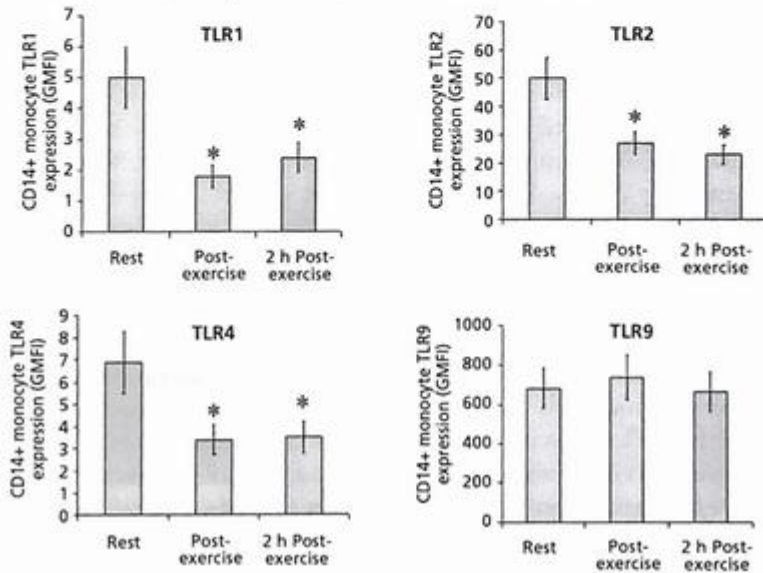 TLR1
CD14+ monocyte TLR1
expression (GMFI)
7
6
5
4
3
2
1
0
*
*
Rest
Post-
exercise
2 h Post-
exercise
TLR2
CD14+ monocyte TLR2
expression (GMFI)
70
60
50
40
30
20
10
0
*
*
Rest
Post-
exercise
2 h Post-
exercise
TLR4
CD14+ monocyte TLR4
expression (GMFI)
9
8
7
6
5
4
3
2
1
0
*
*
Rest
Post-
exercise
2 h Post-
exercise
TLR9
CD14+ monocyte TLR9
expression (GMFI)
1000
800
600
400
200
0
Rest
Post-
exercise
2 h Post-
exercise